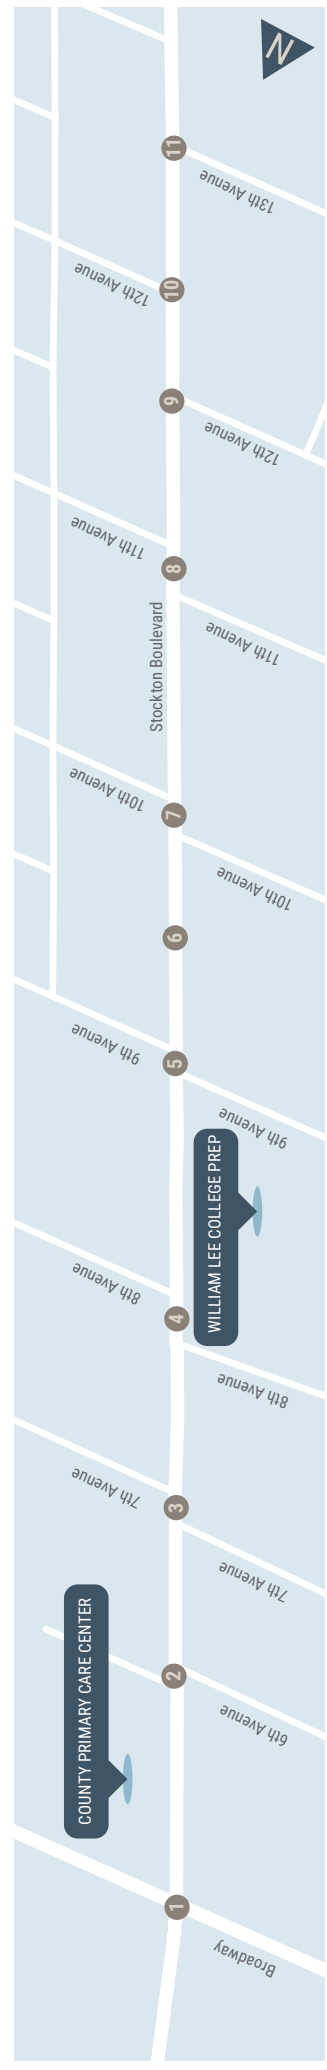 N
11
13th Avenue
12th Avenue
10
9
12th Avenue
11th Avenue
8
Stockton Boulevard
11th Avenue
10th Avenue
7
10th Avenue
6
9th Avenue
5
9th Avenue
WILLIAM LEE COLLEGE PREP
8th Avenue
4
8th Avenue
7th Avenue
3
7th Avenue
COUNTY PRIMARY CARE CENTER
2
6th Avenue
1
Broadway